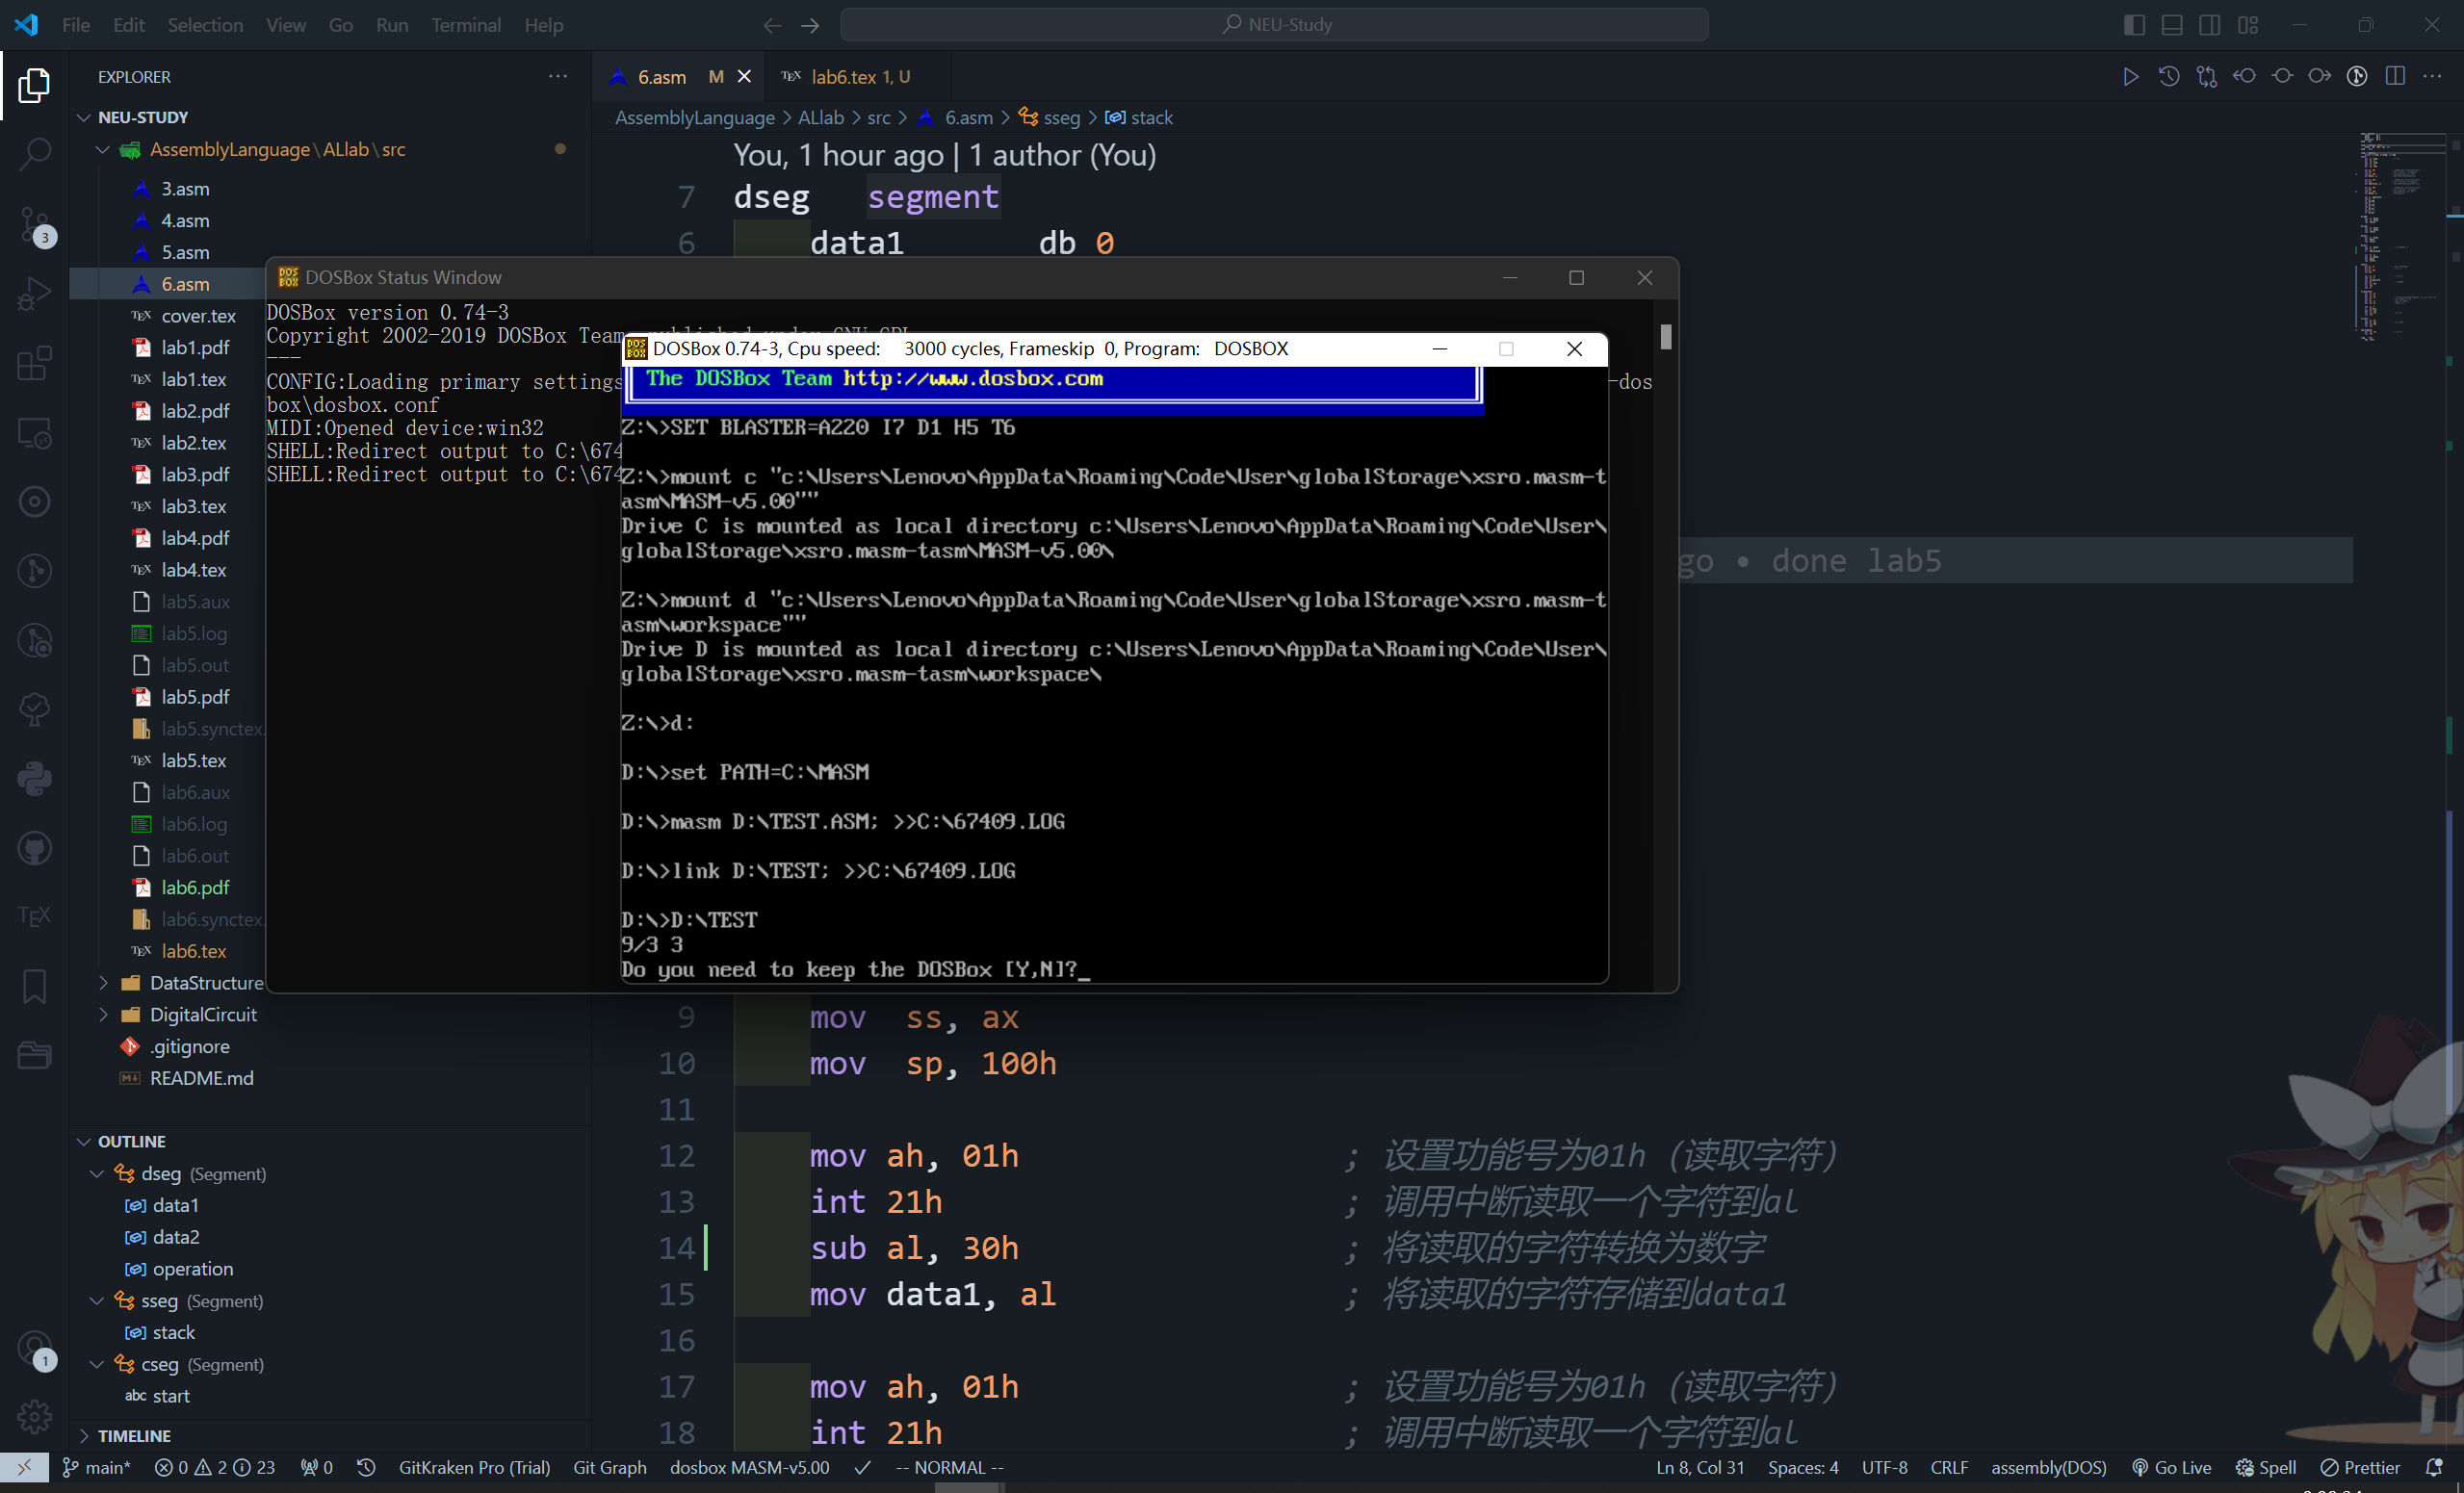 File Edit Selection View Go Run Terminal Help
NEU-Study
EXPLORER
NEU-STUDY
AssemblyLanguage\ALlab\src
3.asm
4.asm
5.asm
6.asm
cover.tex
lab1.pdf
lab1.tex
lab2.pdf
lab2.tex
lab3.pdf
lab3.tex
lab4.pdf
lab4.tex
lab5.aux
lab5.log
lab5.out
lab5.pdf
lab5.synctex.
lab5.tex
lab6.aux
lab6.log
lab6.out
lab6.pdf
lab6.synctex.
lab6.tex
DataStructure
DigitalCircuit
.gitignore
README.md
OUTLINE
dseg (Segment)
data1
data2
operation
sseg (Segment)
stack
cseg (Segment)
abc start
TIMELINE
3
1
6.asm M
TEX lab6.tex 1, U
AssemblyLanguage > ALlab > src > 6.asm > sseg > stack
You, 1 hour ago | 1 author (You)
7 dseg segment
6 data1 db 0
go • done lab5
DOSBox Status Window
DOSBox version 0.74-3
Copyright 2002-2019 DOSBox Team
---
CONFIG:Loading primary settings
-dos
box\dosbox.conf
MIDI:Opened device:win32
SHELL:Redirect output to C:\674
SHELL:Redirect output to C:\674
DOSBox 0.74-3, Cpu speed: 3000 cycles, Frameskip 0, Program: DOSBOX
The DOSBox Team http://www.dosbox.com
Z:\>SET BLASTER=A220 I7 D1 H5 T6
Z:\>mount c "c:\Users\Lenovo\AppData\Roaming\Code\User\globalStorage\xsro.masm-t
asm\MASM-v5.00""
Drive C is mounted as local directory c:\Users\Lenovo\AppData\Roaming\Code\User\
globalStorage\xsro.masm-tasm\MASM-v5.00\
Z:\>mount d "c:\Users\Lenovo\AppData\Roaming\Code\User\globalStorage\xsro.masm-t
asm\workspace""
Drive D is mounted as local directory c:\Users\Lenovo\AppData\Roaming\Code\User\
globalStorage\xsro.masm-tasm\workspace\
Z:\>d:
D:\>set PATH=C:\MASM
D:\>masm D:\TEST.ASM; >>C:\67409.LOG
D:\>link D:\TEST; >>C:\67409.LOG
D:\>D:\TEST
9/3 3
Do you need to keep the DOSBox [Y,N]?_
9 mov ss, ax
10 mov sp, 100h
11
12 mov ah, 01h ; 设置功能号为01h (读取字符)
13 int 21h ; 调用中断读取一个字符到al
14 sub al, 30h ; 将读取的字符转换为数字
15 mov data1, al ; 将读取的字符存储到data1
16
17 mov ah, 01h ; 设置功能号为01h (读取字符)
18 int 21h ; 调用中断读取一个字符到al
main* 0 2 23 0 GitKraken Pro (Trial) Git Graph dosbox MASM-v5.00 -- NORMAL -- Ln 8, Col 31 Spaces: 4 UTF-8 CRLF assembly(DOS) Go Live Spell Prettier